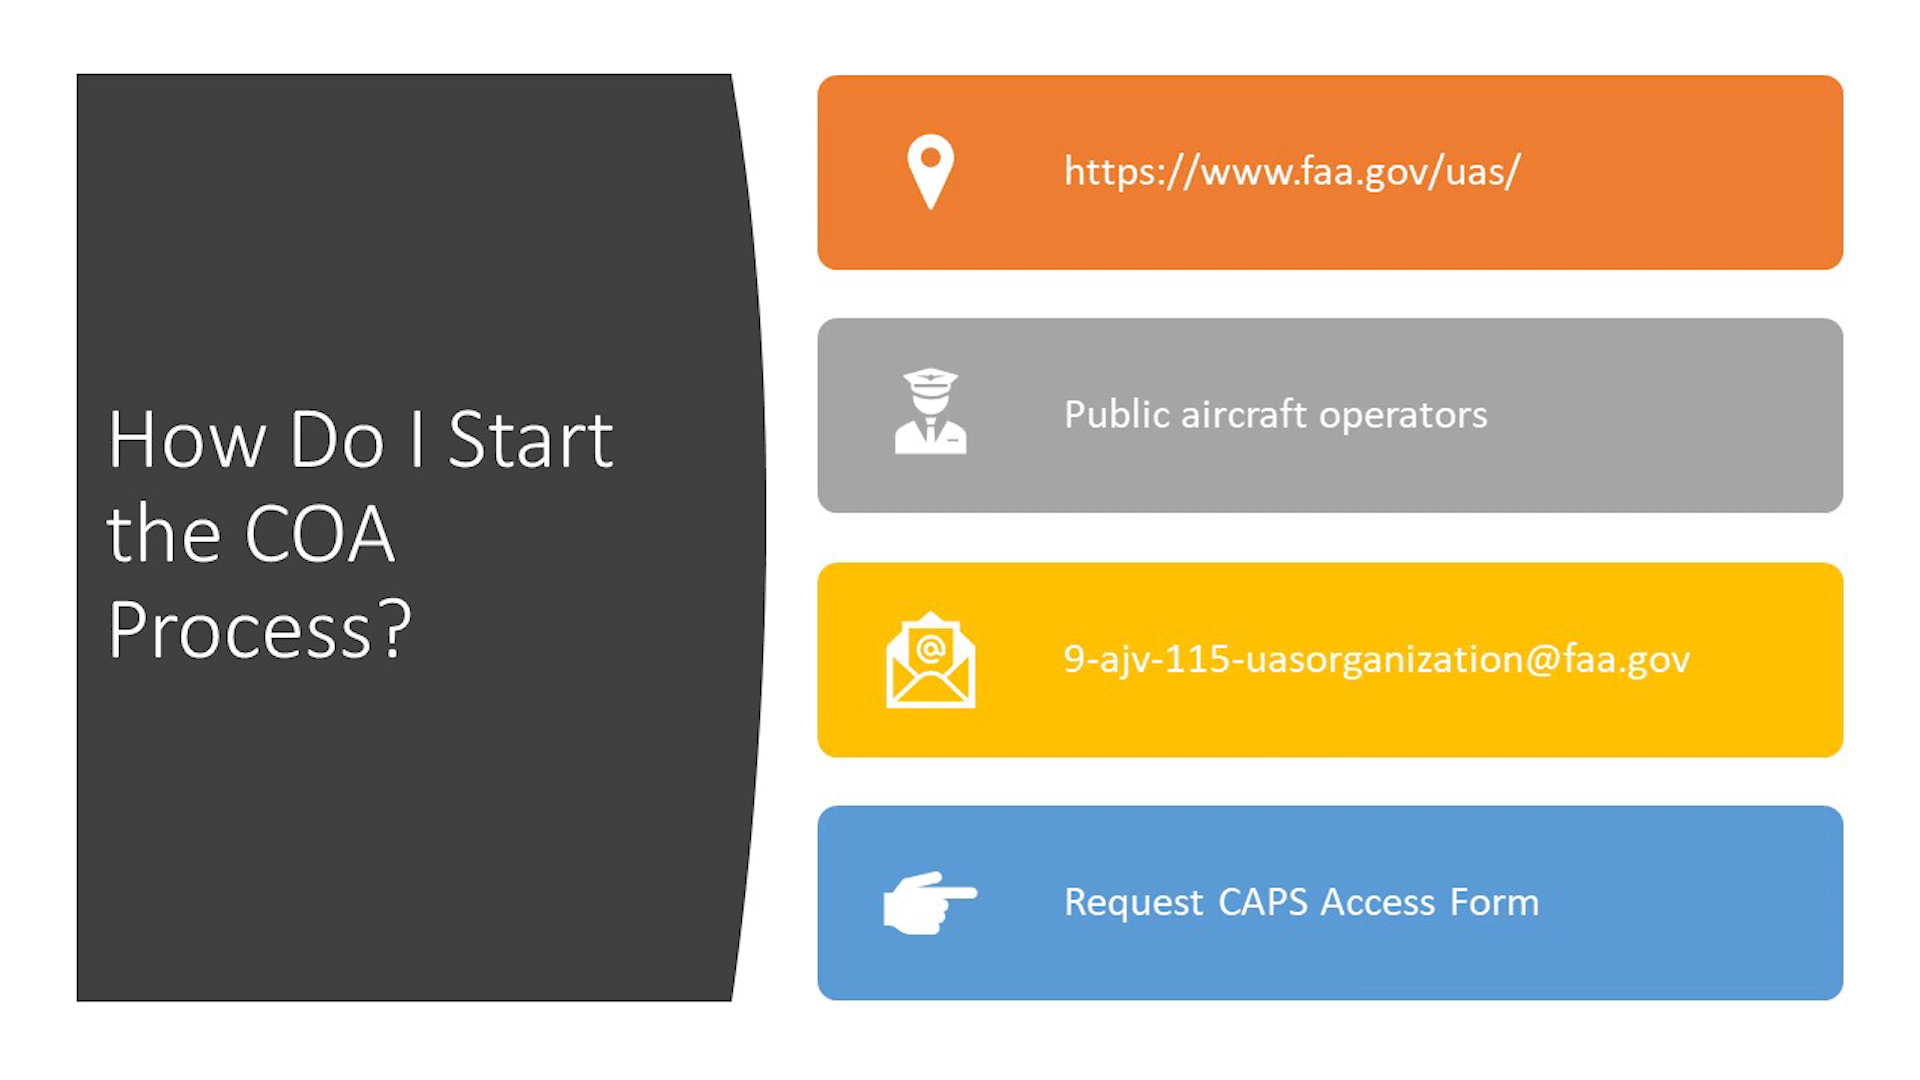 How Do I Start
the COA
Process?
https://www.faa.gov/uas/
Public aircraft operators
9-ajv-115-uasorganization@faa.gov
Request CAPS Access Form